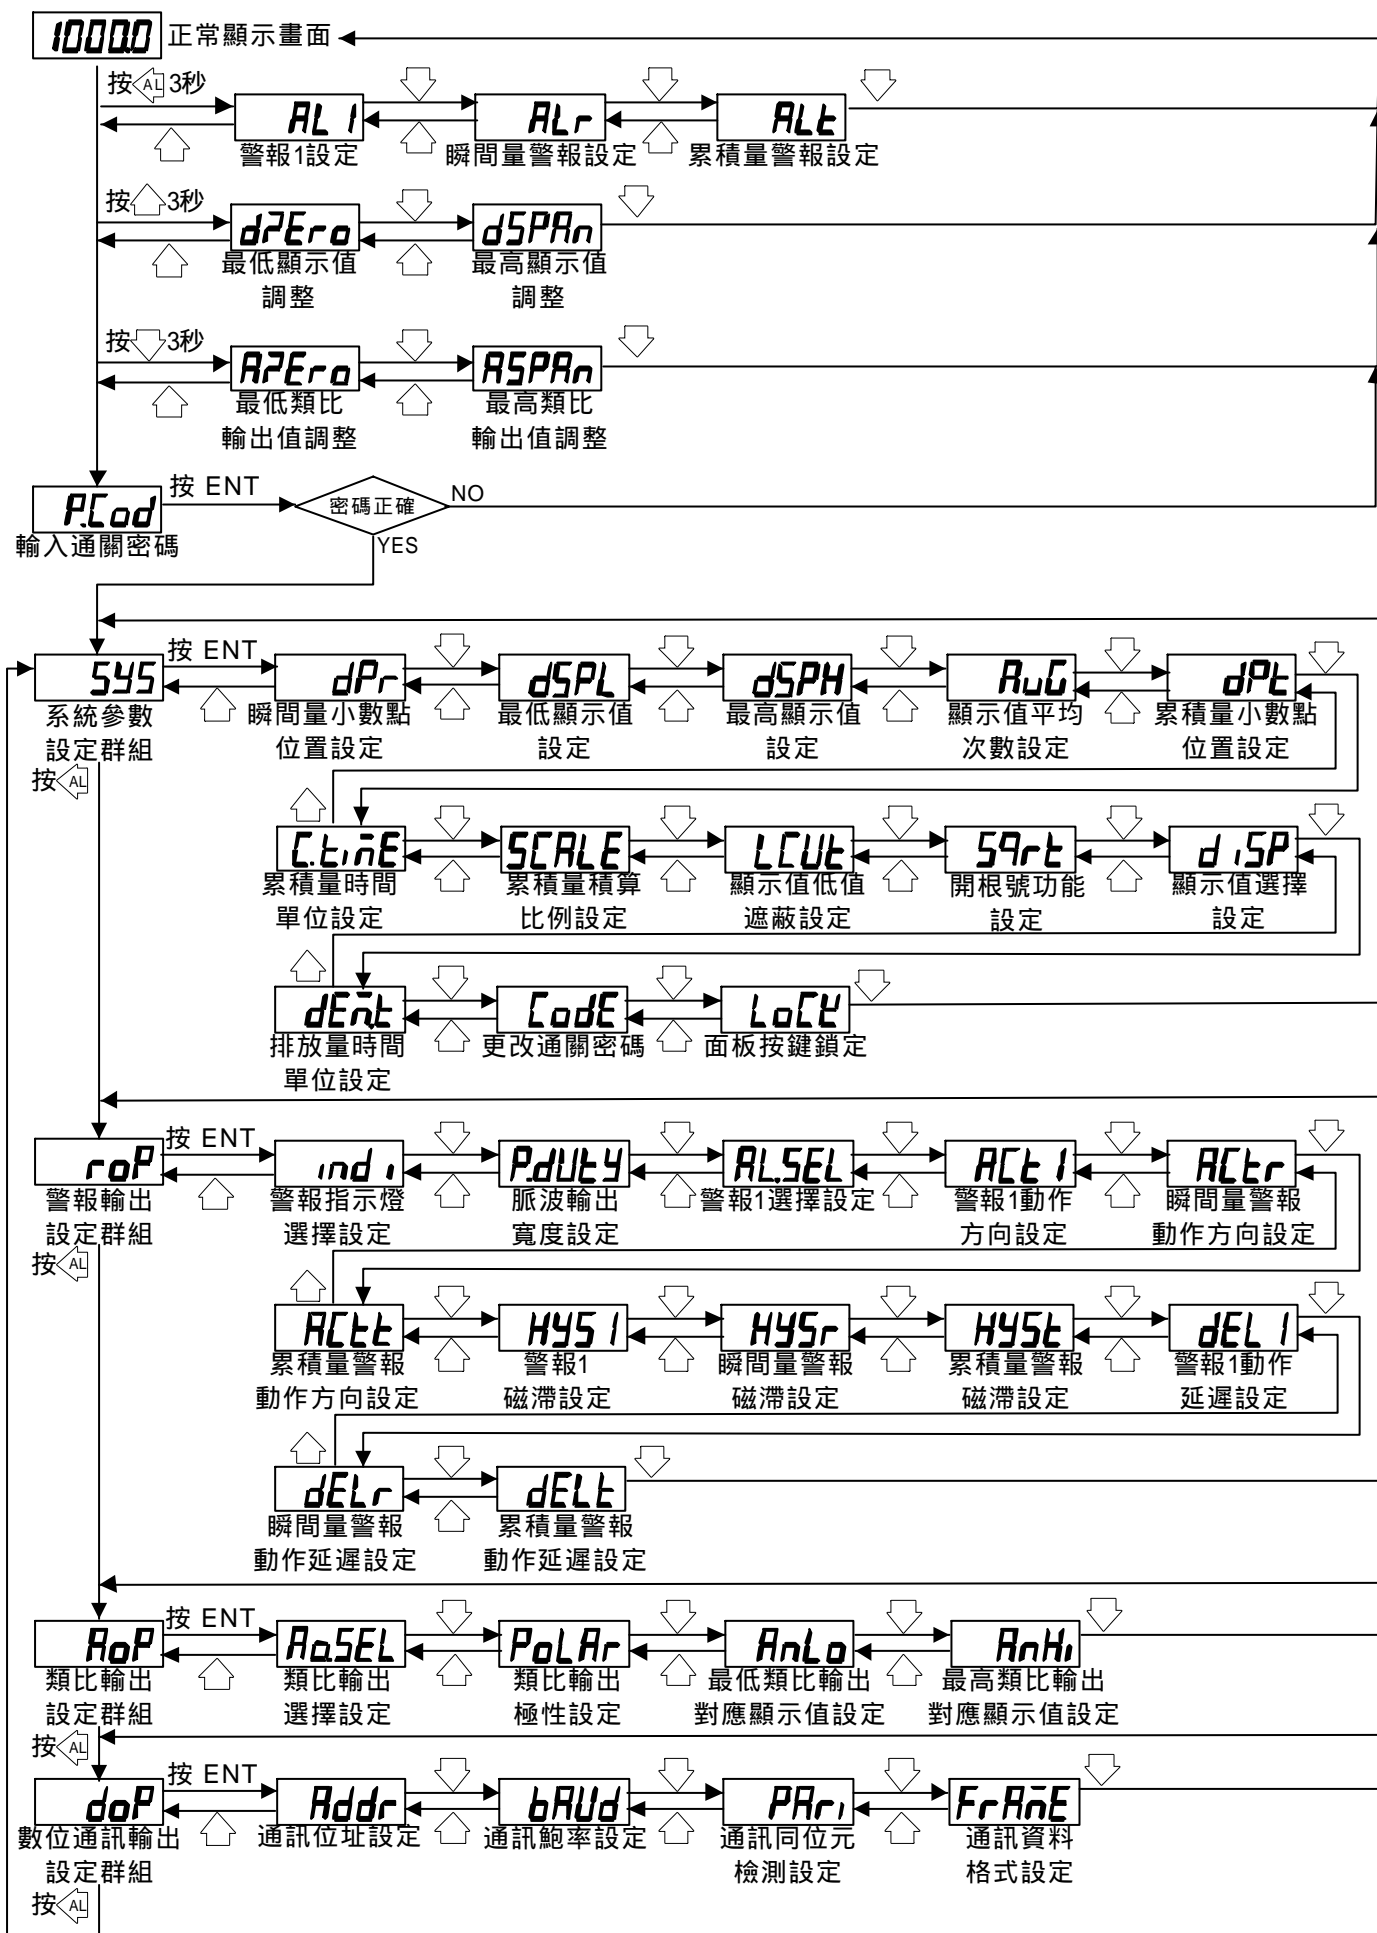 1000.0 正常顯示畫面
按 AL 3秒
AL1 ALr ALt
警報1設定 瞬間量警報設定 累積量警報設定
按 3秒
dZEro dSPAn
最低顯示值 最高顯示值
調整 調整
按 3秒
AZEro ASPAn
最低類比 最高類比
輸出值調整 輸出值調整
按 ENT
P.Cod 密碼正確 NO
輸入通關密碼 YES
按 ENT
SYS dPr dSPL dSPH AvG dPt
系統參數 瞬間量小數點 最低顯示值 最高顯示值 顯示值平均 累積量小數點
設定群組 位置設定 設定 設定 次數設定 位置設定
按 AL
C.timE SCALE LCUt SQrt diSP
累積量時間 累積量積算 顯示值低值 開根號功能 顯示值選擇
單位設定 比例設定 遮蔽設定 設定 設定
dEm.t CodE LoCK
排放量時間 更改通關密碼 面板按鍵鎖定
單位設定
按 ENT
roP indi P.dUtY AL.SEL ACt1 ACtr
警報輸出 警報指示燈 脈波輸出 警報1選擇設定 警報1動作 瞬間量警報
設定群組 選擇設定 寬度設定 方向設定 動作方向設定
按 AL
ACtt HYS1 HYSr HYSt dEL1
累積量警報 警報1 瞬間量警報 累積量警報 警報1動作
動作方向設定 磁滯設定 磁滯設定 磁滯設定 延遲設定
dELr dELt
瞬間量警報 累積量警報
動作延遲設定 動作延遲設定
按 ENT
AoP Ao.SEL PoLAr AnLo AnHi
類比輸出 類比輸出 類比輸出 最低類比輸出 最高類比輸出
設定群組 選擇設定 極性設定 對應顯示值設定 對應顯示值設定
按 AL
按 ENT
doP Addr bAUd PAri FrAmE
數位通訊輸出 通訊位址設定 通訊鮑率設定 通訊同位元 通訊資料
設定群組 檢測設定 格式設定
按 AL